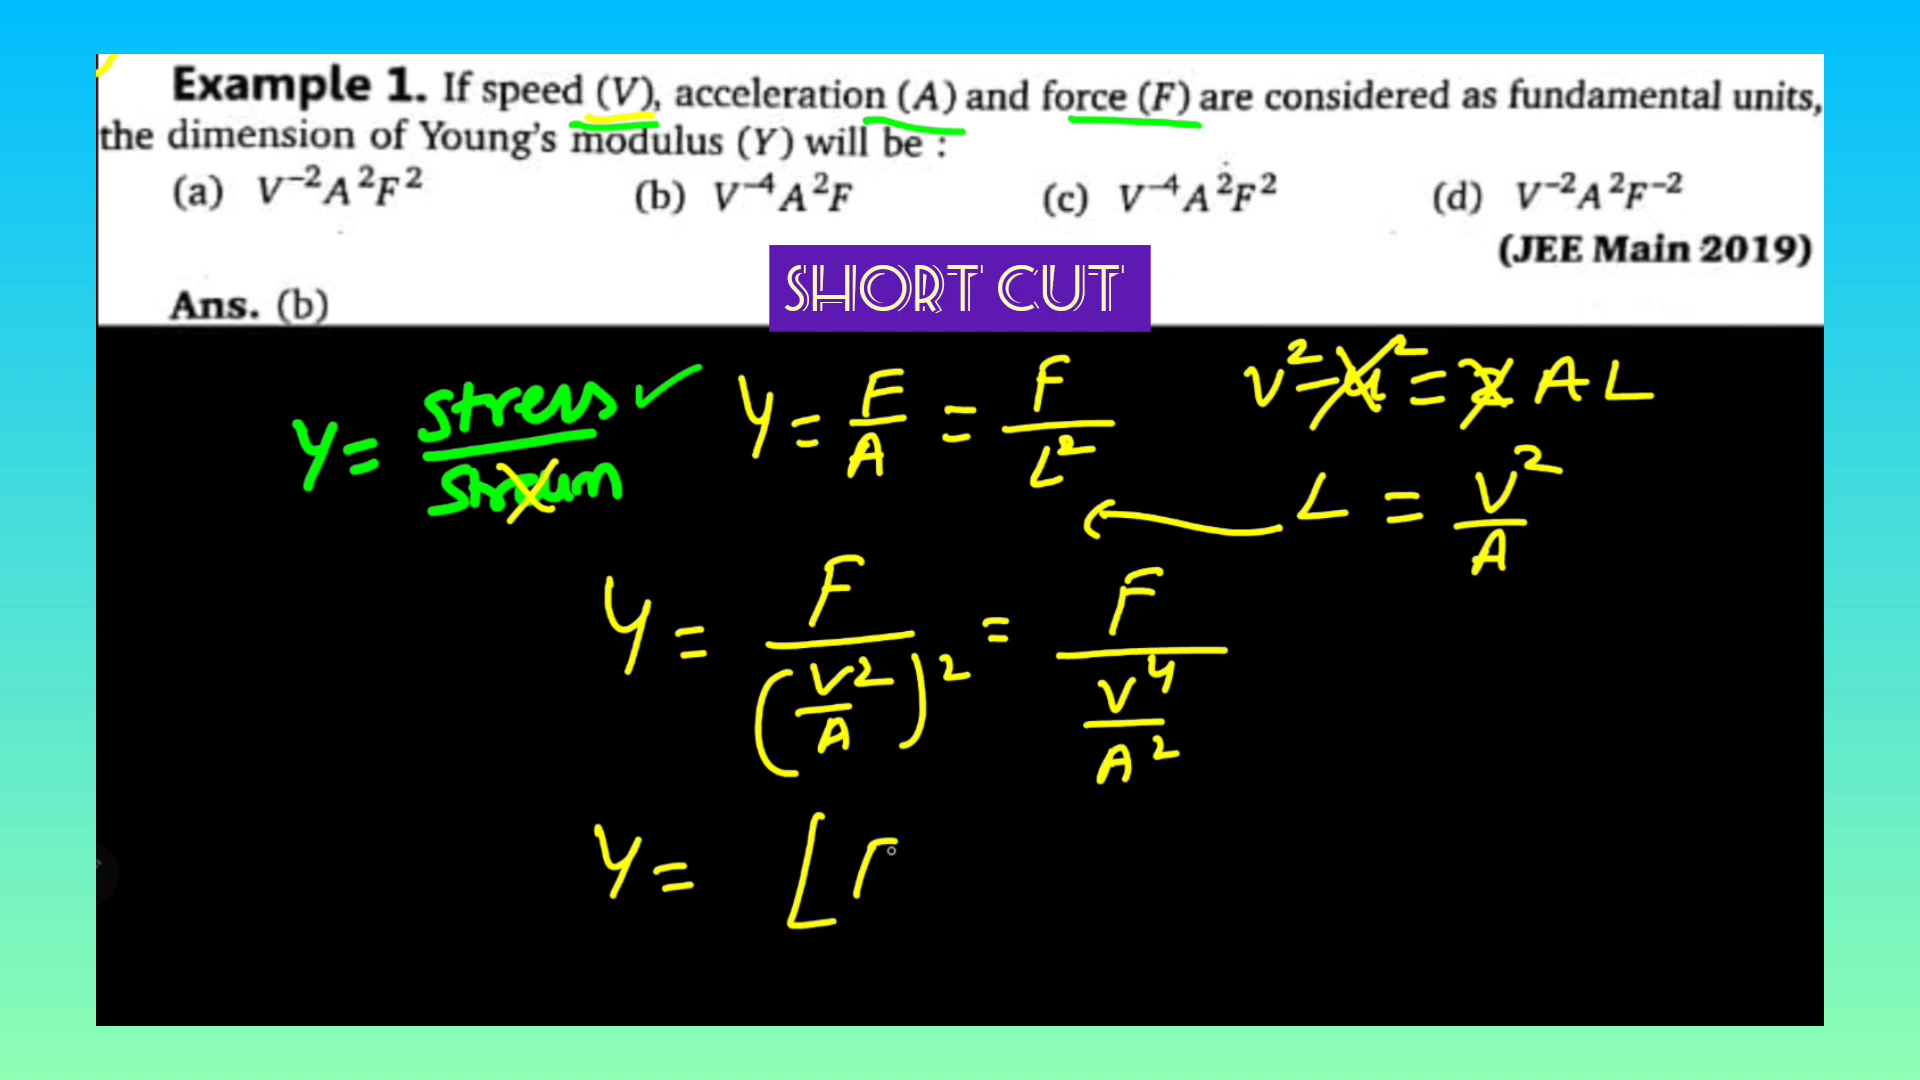 Example 1. If speed (V), acceleration (A) and force (F) are considered as fundamental units,
the dimension of Young's modulus (Y) will be :
(a) V⁻²A²F² (b) V⁻⁴A²F (c) V⁻⁴A²F² (d) V⁻²A²F⁻²
(JEE Main 2019)
SHORT CUT
Ans. (b)
Y = stress / strain ✓
Y = F/A = F/L²
V² - u² = 2AL
L = V²/A
Y = F/(V²/A)² = F/(V⁴/A²)
Y = [